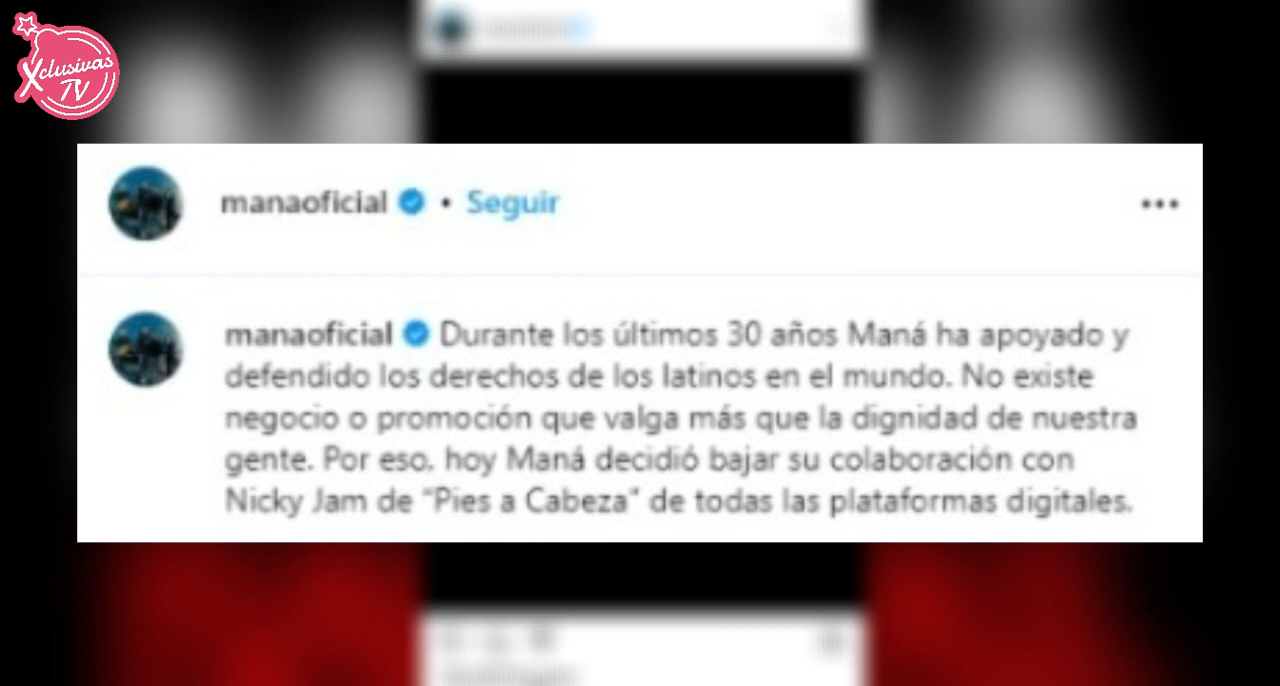 Xclusivas
TV
manaoficial • Seguir
manaoficial Durante los últimos 30 años Maná ha apoyado y
defendido los derechos de los latinos en el mundo. No existe
negocio o promoción que valga más que la dignidad de nuestra
gente. Por eso, hoy Maná decidió bajar su colaboración con
Nicky Jam de "Pies a Cabeza" de todas las plataformas digitales.